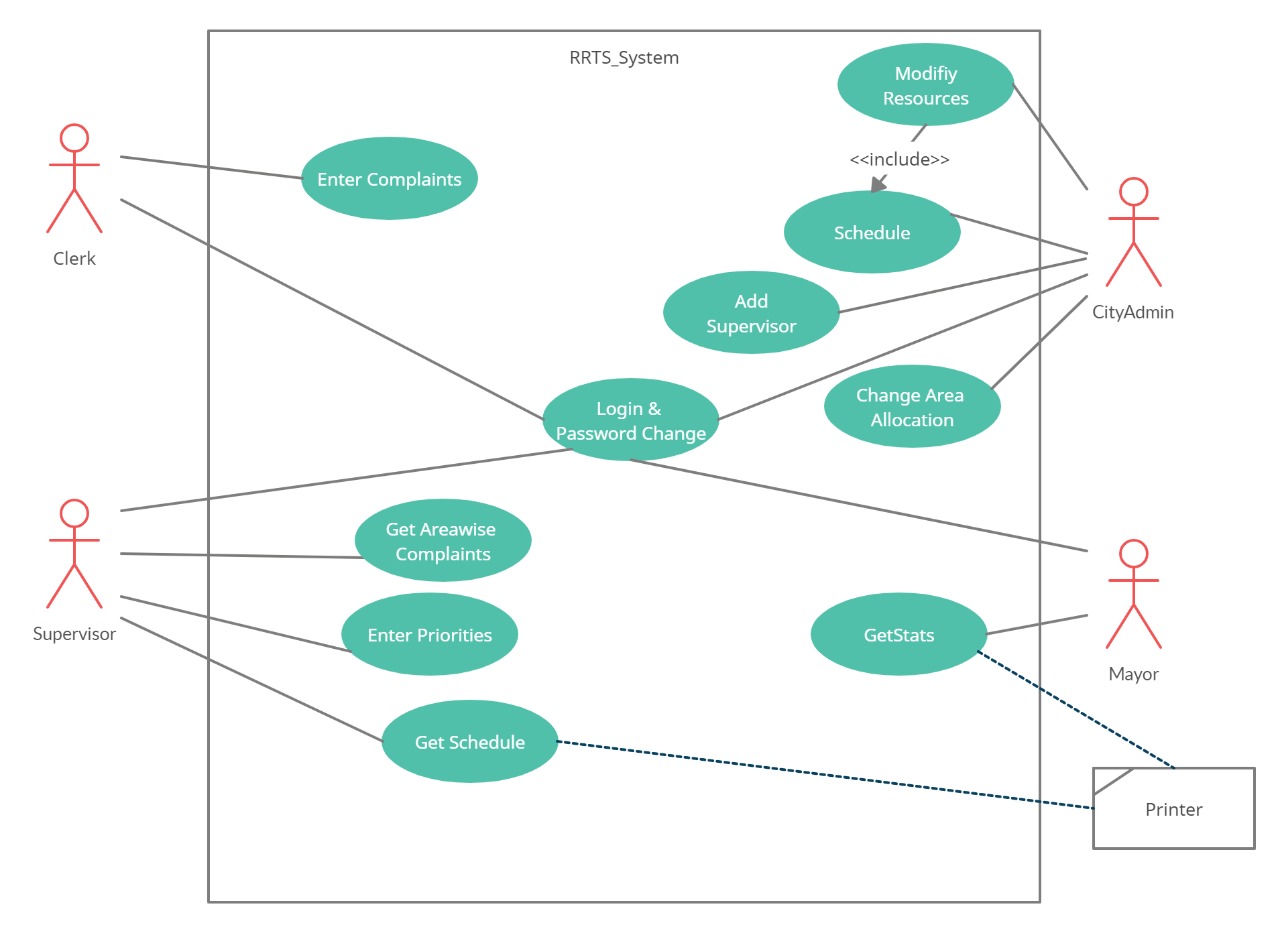 RRTS_System
Modifiy
Resources
<<include>>
Enter Complaints
Schedule
Clerk
Add
Supervisor
CityAdmin
Change Area
Allocation
Login &
Password Change
Get Areawise
Complaints
Enter Priorities
Supervisor
GetStats
Mayor
Get Schedule
Printer